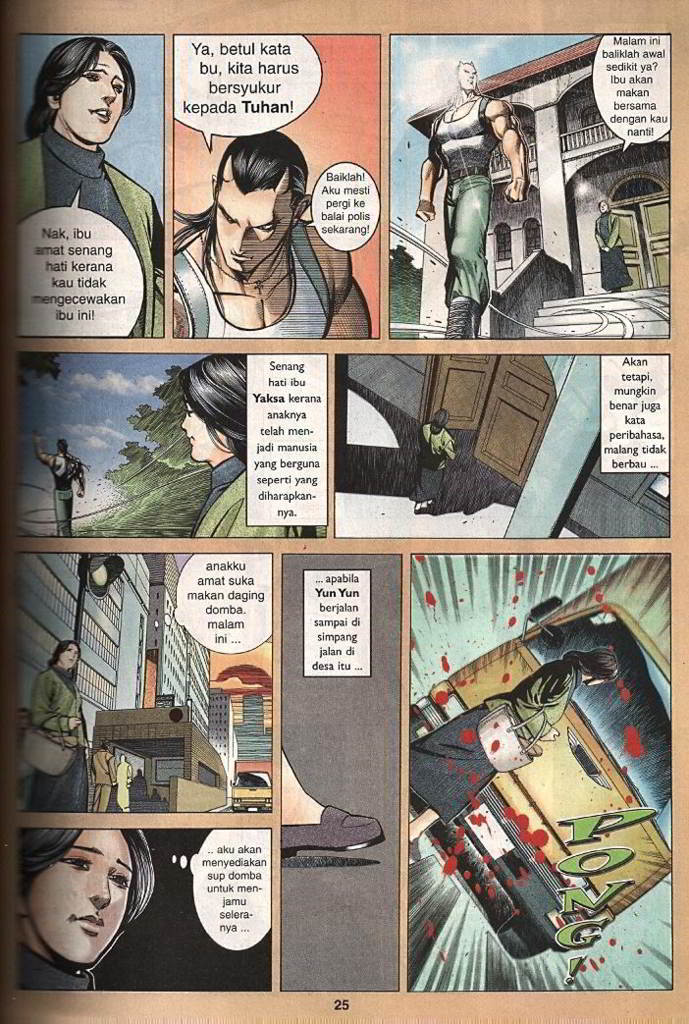 Nak, ibu
amat senang
hati kerana
kau tidak
mengecewakan
ibu ini!
Ya, betul kata
bu, kita harus
bersyukur
kepada Tuhan!
Baiklah!
Aku mesti
pergi ke
balai polis
sekarang!
Malam ini
baliklah awal
sedikit ya?
Ibu akan
makan
bersama
dengan kau
nanti!
Senang
hati ibu
Yaksa kerana
anaknya
telah men-
jadi manusia
yang berguna
seperti yang
diharapkan-
nya.
Akan
tetapi,
mungkin
benar juga
kata
peribahasa,
malang tidak
berbau ...
anakku
amat suka
makan daging
domba.
malam
ini ...
.. aku akan
menyediakan
sup domba
untuk men-
jamu
selera-
nya ...
... apabila
Yun Yun
berjalan
sampai di
simpang
jalan di
desa itu ...
PONG!
25